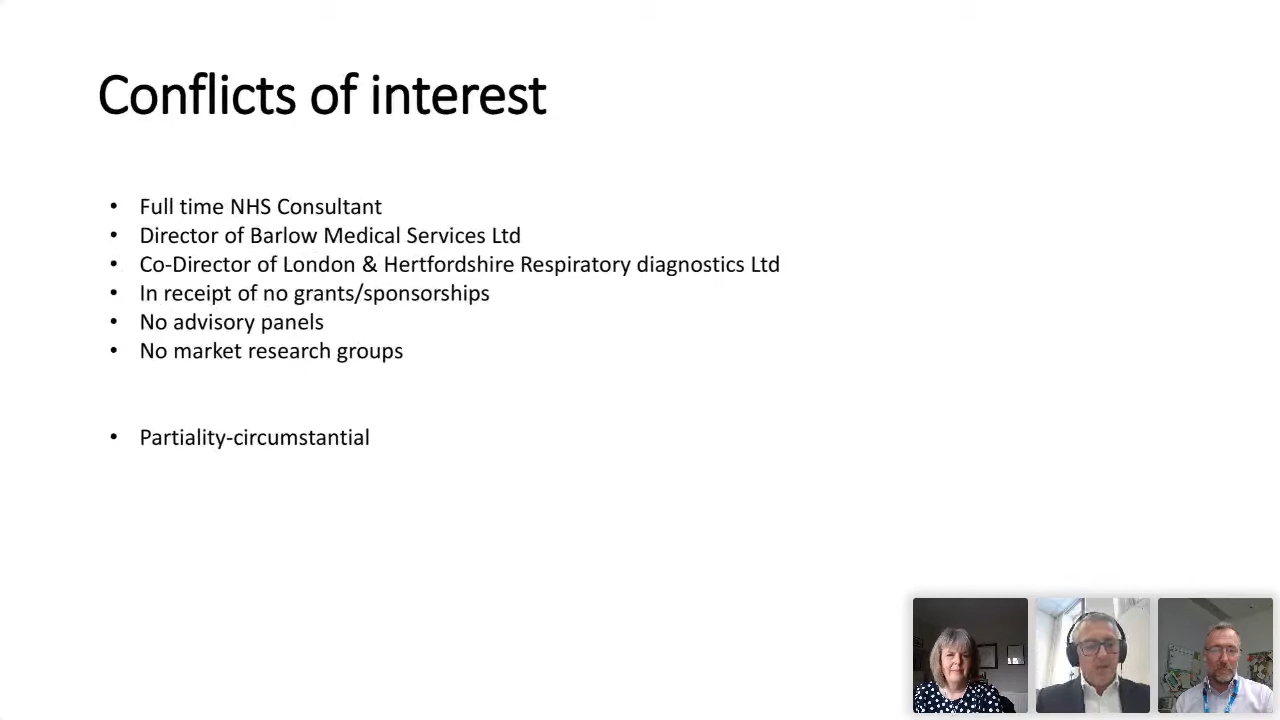 Conflicts of interest
• Full time NHS Consultant
• Director of Barlow Medical Services Ltd
• Co-Director of London & Hertfordshire Respiratory diagnostics Ltd
• In receipt of no grants/sponsorships
• No advisory panels
• No market research groups
• Partiality-circumstantial